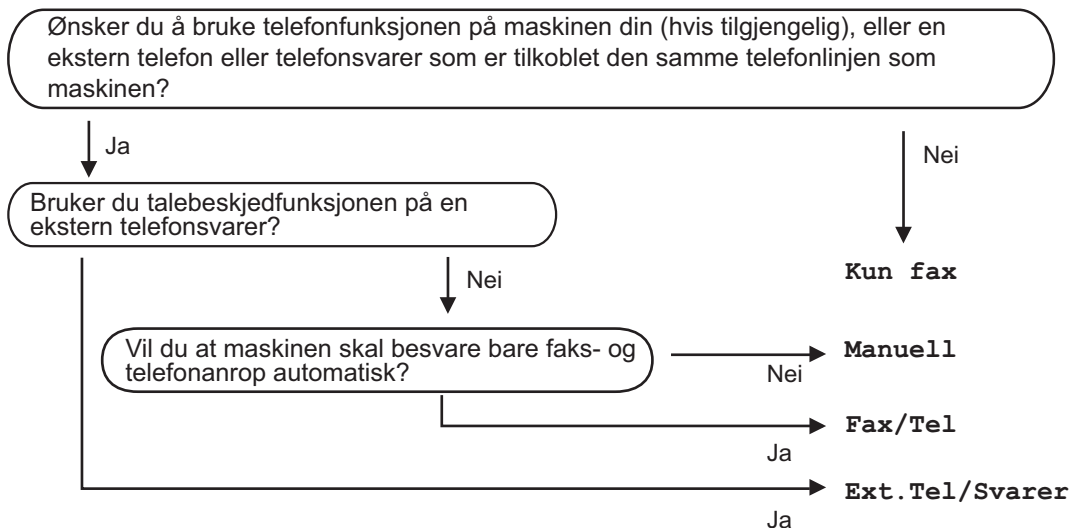 Ønsker du å bruke telefonfunksjonen på maskinen din (hvis tilgjengelig), eller en
ekstern telefon eller telefonsvarer som er tilkoblet den samme telefonlinjen som
maskinen?
Ja
Nei
Bruker du talebeskjedfunksjonen på en
ekstern telefonsvarer?
Kun fax
Nei
Vil du at maskinen skal besvare bare faks- og
telefonanrop automatisk?
Manuell
Nei
Fax/Tel
Ja
Ext.Tel/Svarer
Ja